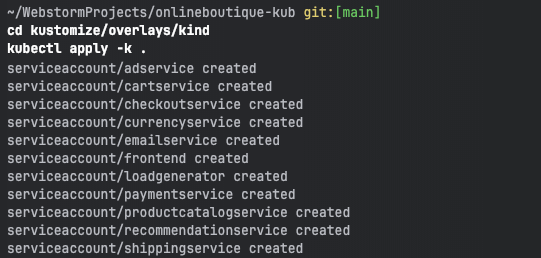 ~/WebstormProjects/onlineboutique-kub git:[main]
cd kustomize/overlays/kind
kubectl apply -k .
serviceaccount/adservice created
serviceaccount/cartservice created
serviceaccount/checkoutservice created
serviceaccount/currencyservice created
serviceaccount/emailservice created
serviceaccount/frontend created
serviceaccount/loadgenerator created
serviceaccount/paymentservice created
serviceaccount/productcatalogservice created
serviceaccount/recommendationservice created
serviceaccount/shippingservice created